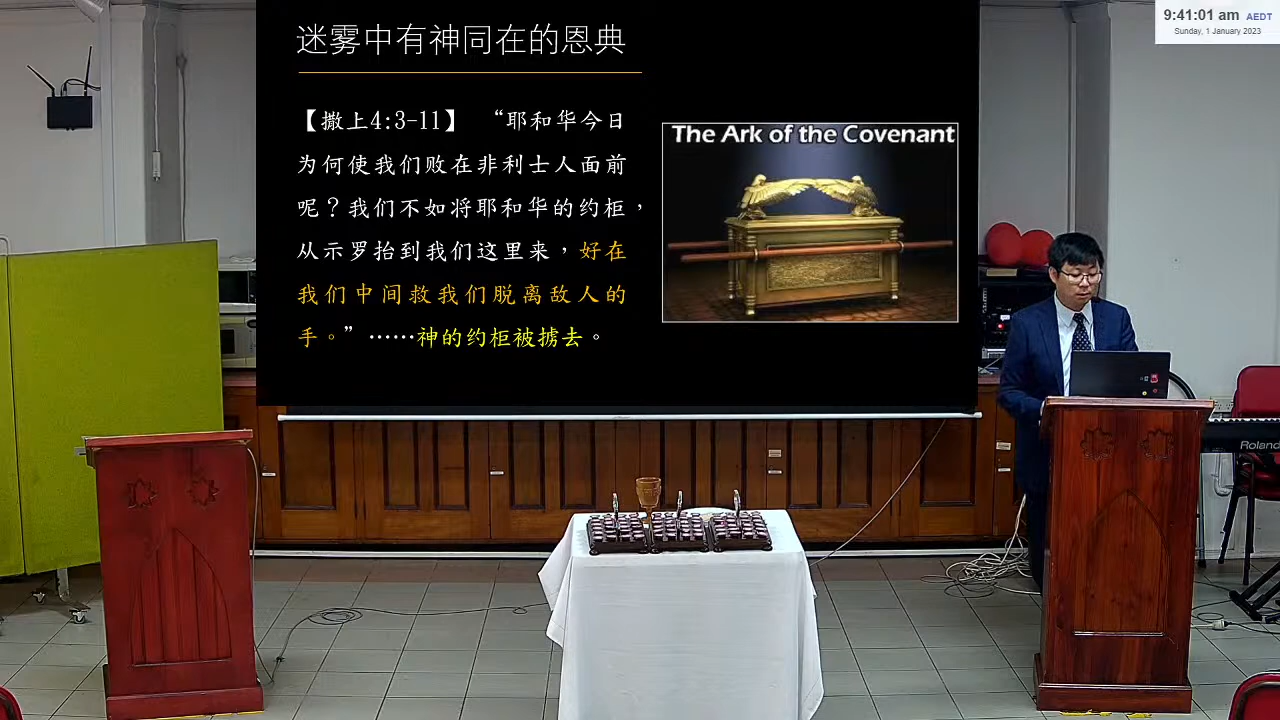 9:41:01 am AEDT
Sunday, 1 January 2023
迷雾中有神同在的恩典
【撒上4:3-11】 “耶和华今日
为何使我们败在非利士人面前
呢？我们不如将耶和华的约柜，
从示罗抬到我们这里来，好在
我们中间救我们脱离敌人的
手。”……神的约柜被掳去。
The Ark of the Covenant
Roland